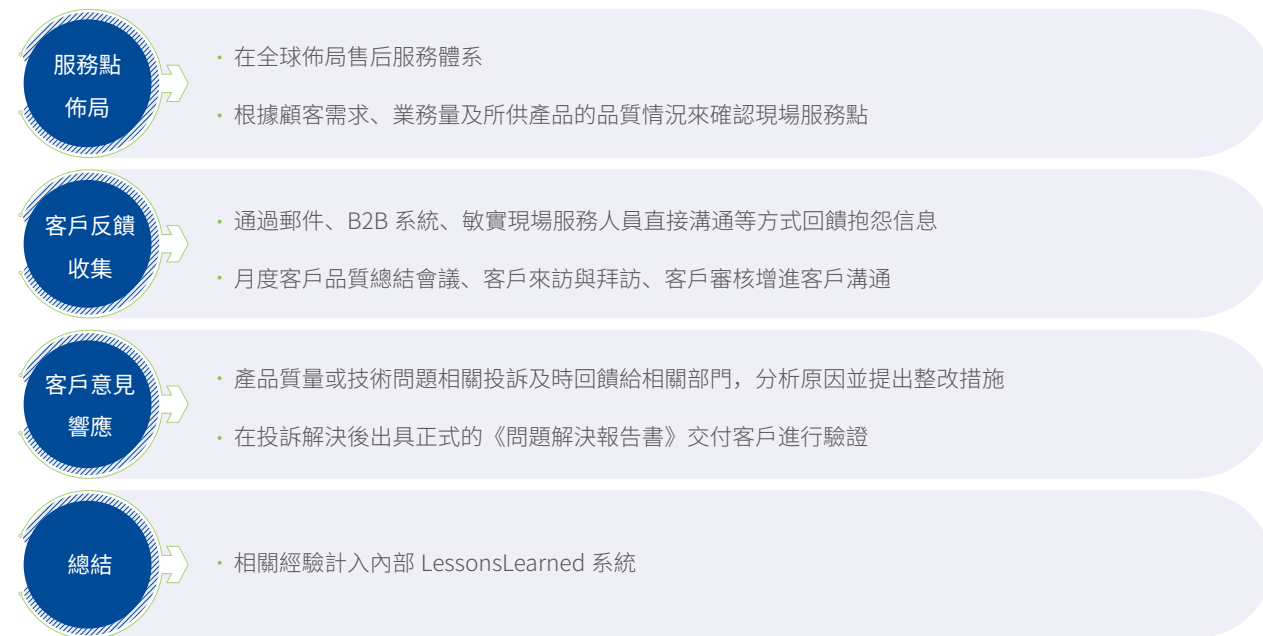 服務點
佈局
・在全球佈局售后服務體系
・根據顧客需求、業務量及所供產品的品質情況來確認現場服務點
客戶反饋
收集
・通過郵件、B2B 系統、敏實現場服務人員直接溝通等方式回饋抱怨信息
・月度客戶品質總結會議、客戶來訪與拜訪、客戶審核增進客戶溝通
客戶意見
響應
・產品質量或技術問題相關投訴及時回饋給相關部門，分析原因並提出整改措施
・在投訴解決後出具正式的《問題解決報告書》交付客戶進行驗證
總結
・相關經驗計入內部 LessonsLearned 系統